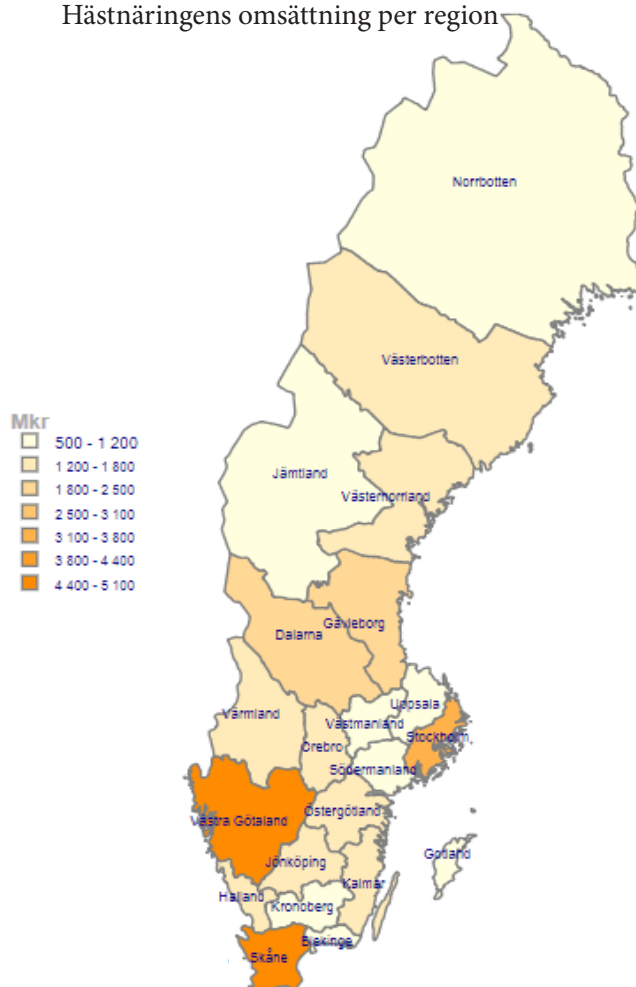 Hästnäringens omsättning per region
Norrbotten
Västerbotten
Mkr
500 - 1 200
1 200 - 1 800
1 800 - 2 500
2 500 - 3 100
3 100 - 3 800
3 800 - 4 400
4 400 - 5 100
Jämtland
Västernorrland
Gävleborg
Dalarna
Värmland
Uppsala
Västmanland
Stockholm
Örebro
Södermanland
Östergötland
Västra Götaland
Gotland
Jönköping
Kalmar
Halland
Kronoberg
Blekinge
Skåne